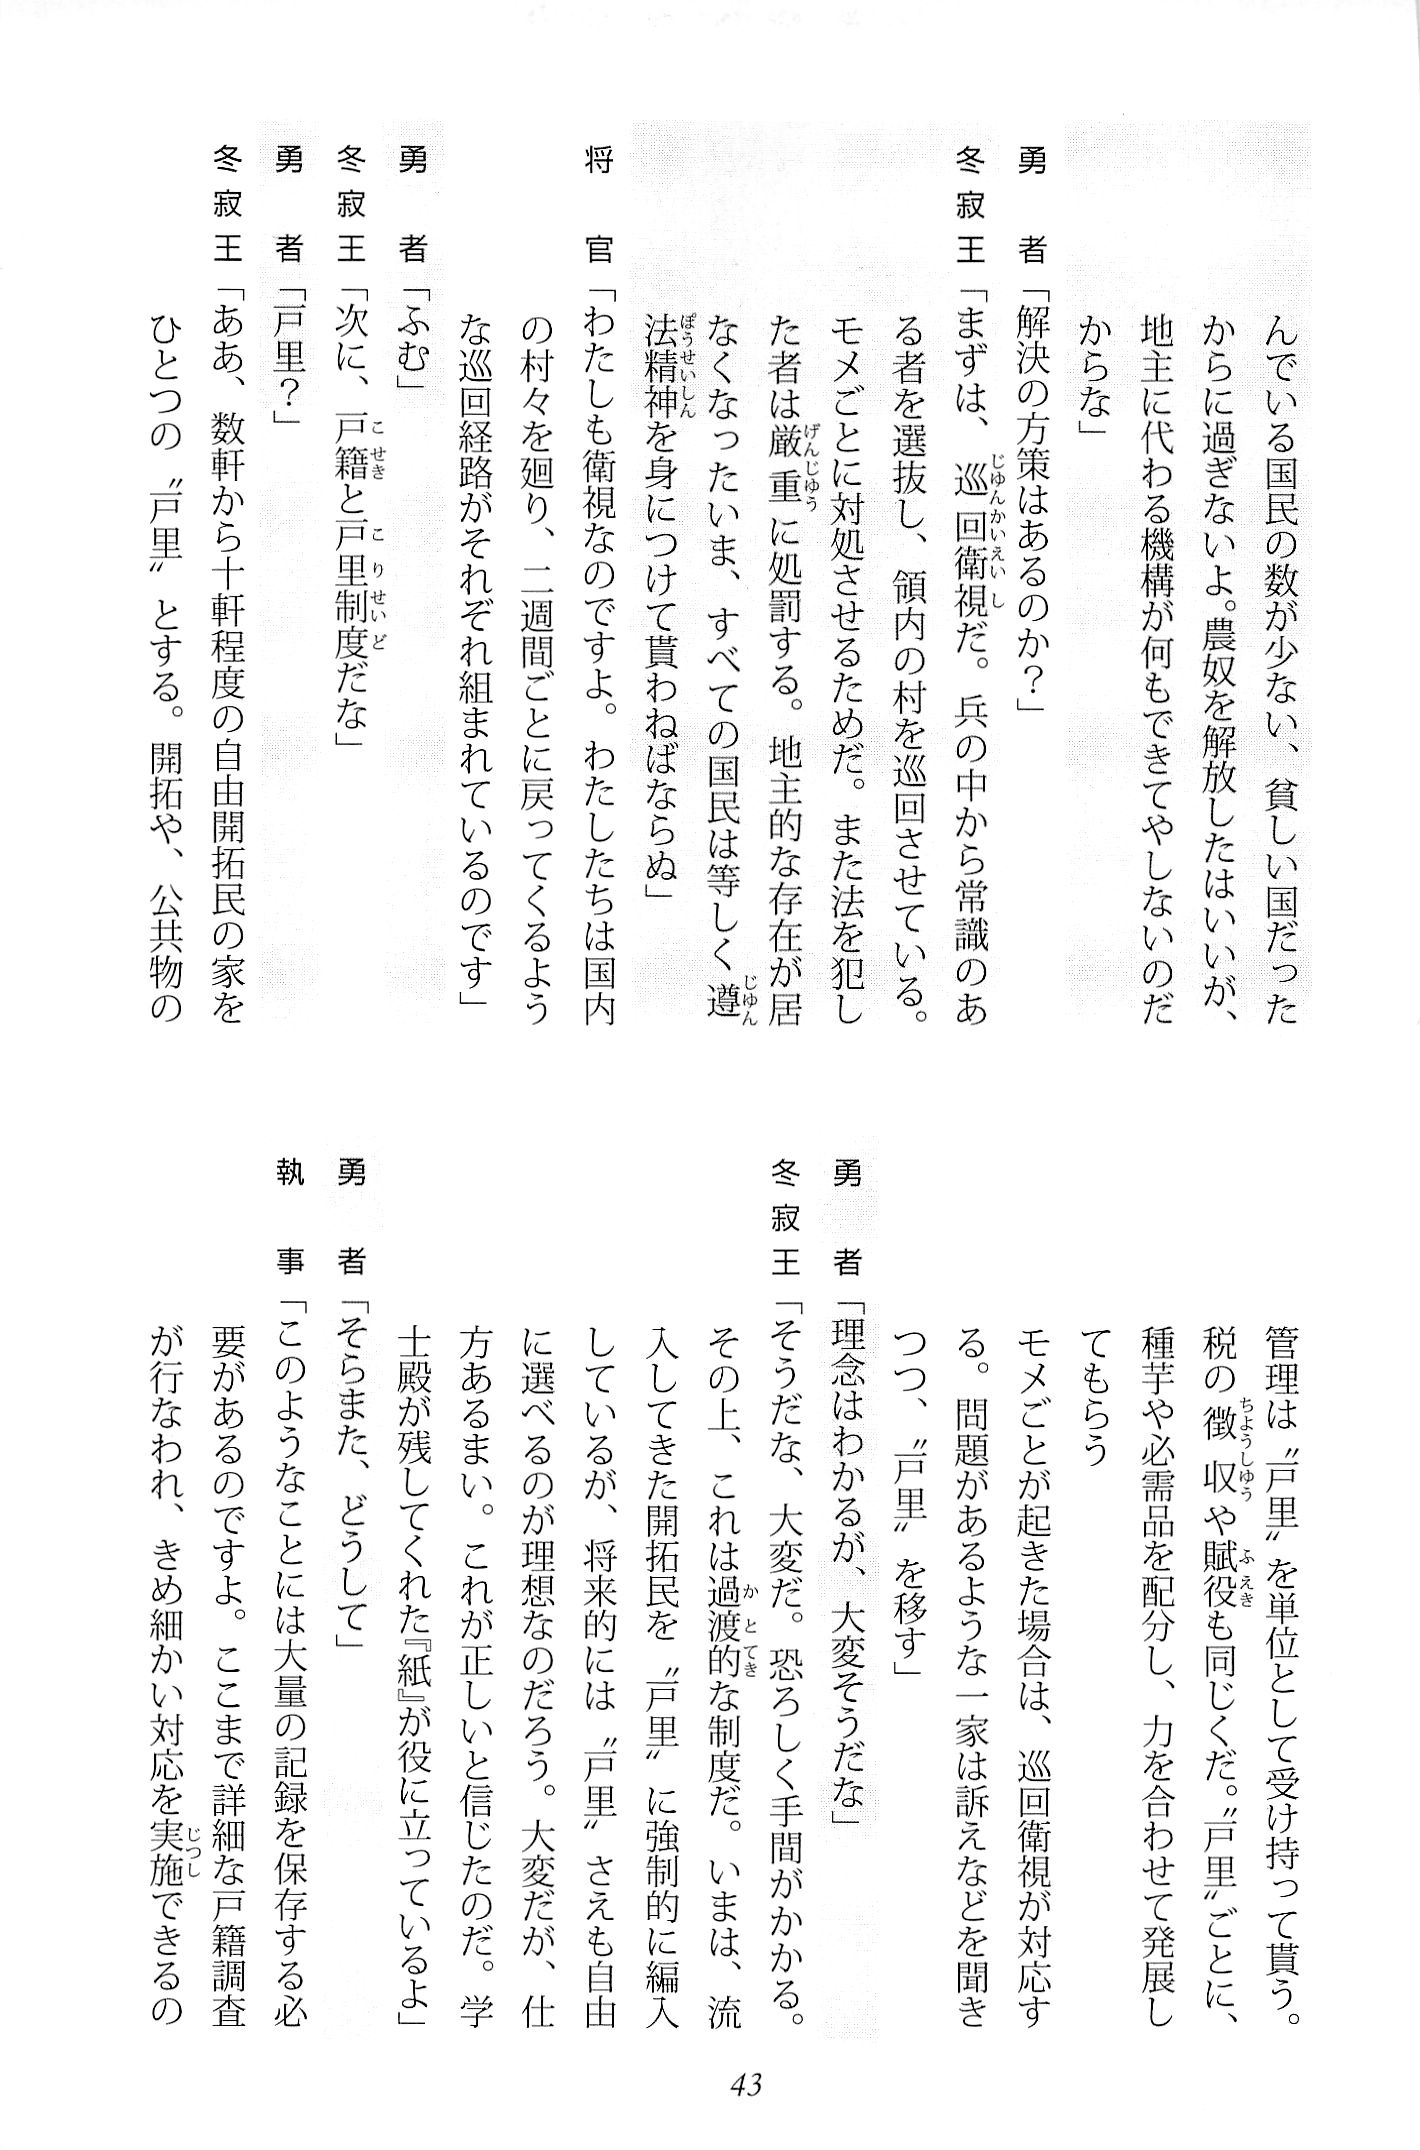 んでいる国民の数が少ない、貧しい国だった
からに過ぎないよ。農奴を解放したはいいが、
地主に代わる機構が何もできてやしないのだ
からな」
勇者「解決の方策はあるのか？」
冬寂王「まずは、巡回衛視だ。兵の中から常識のあ
る者を選抜し、領内の村を巡回させている。
モメごとに対処させるためだ。また法を犯し
た者は厳重に処罰する。地主的な存在が居
なくなったいま、すべての国民は等しく遵
法精神を身につけて貰わねばならぬ」
将官「わたしも衛視なのですよ。わたしたちは国内
の村々を廻り、二週間ごとに戻ってくるよう
な巡回経路がそれぞれ組まれているのです」
勇者「ふむ」
冬寂王「次に、戸籍と戸里制度だな」
勇者「戸里？」
冬寂王「ああ、数軒から十軒程度の自由開拓民の家を
ひとつの〝戸里〟とする。開拓や、公共物の
管理は〝戸里〟を単位として受け持って貰う。
税の徴収や賦役も同じくだ。〝戸里〟ごとに、
種芋や必需品を配分し、力を合わせて発展し
てもらう
モメごとが起きた場合は、巡回衛視が対応す
る。問題があるような一家は訴えなどを聞き
つつ、〝戸里〟を移す」
勇者「理念はわかるが、大変そうだな」
冬寂王「そうだな、大変だ。恐ろしく手間がかかる。
その上、これは過渡的な制度だ。いまは、流
入してきた開拓民を〝戸里〟に強制的に編入
しているが、将来的には〝戸里〟さえも自由
に選べるのが理想なのだろう。大変だが、仕
方あるまい。これが正しいと信じたのだ。学
士殿が残してくれた『紙』が役に立っているよ」
勇者「そらまた、どうして」
執事「このようなことには大量の記録を保存する必
要があるのですよ。ここまで詳細な戸籍調査
が行なわれ、きめ細かい対応を実施できるの
43